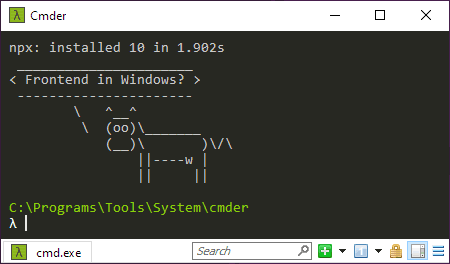 λ Cmder
npx: installed 10 in 1.902s
 _____________________
< Frontend in Windows? >
 ---------------------
        \   ^__^
         \  (oo)\_______
            (__)\       )\/\
                ||----w |
                ||     ||
C:\Programs\Tools\System\cmder
λ
λ cmd.exe Search 1